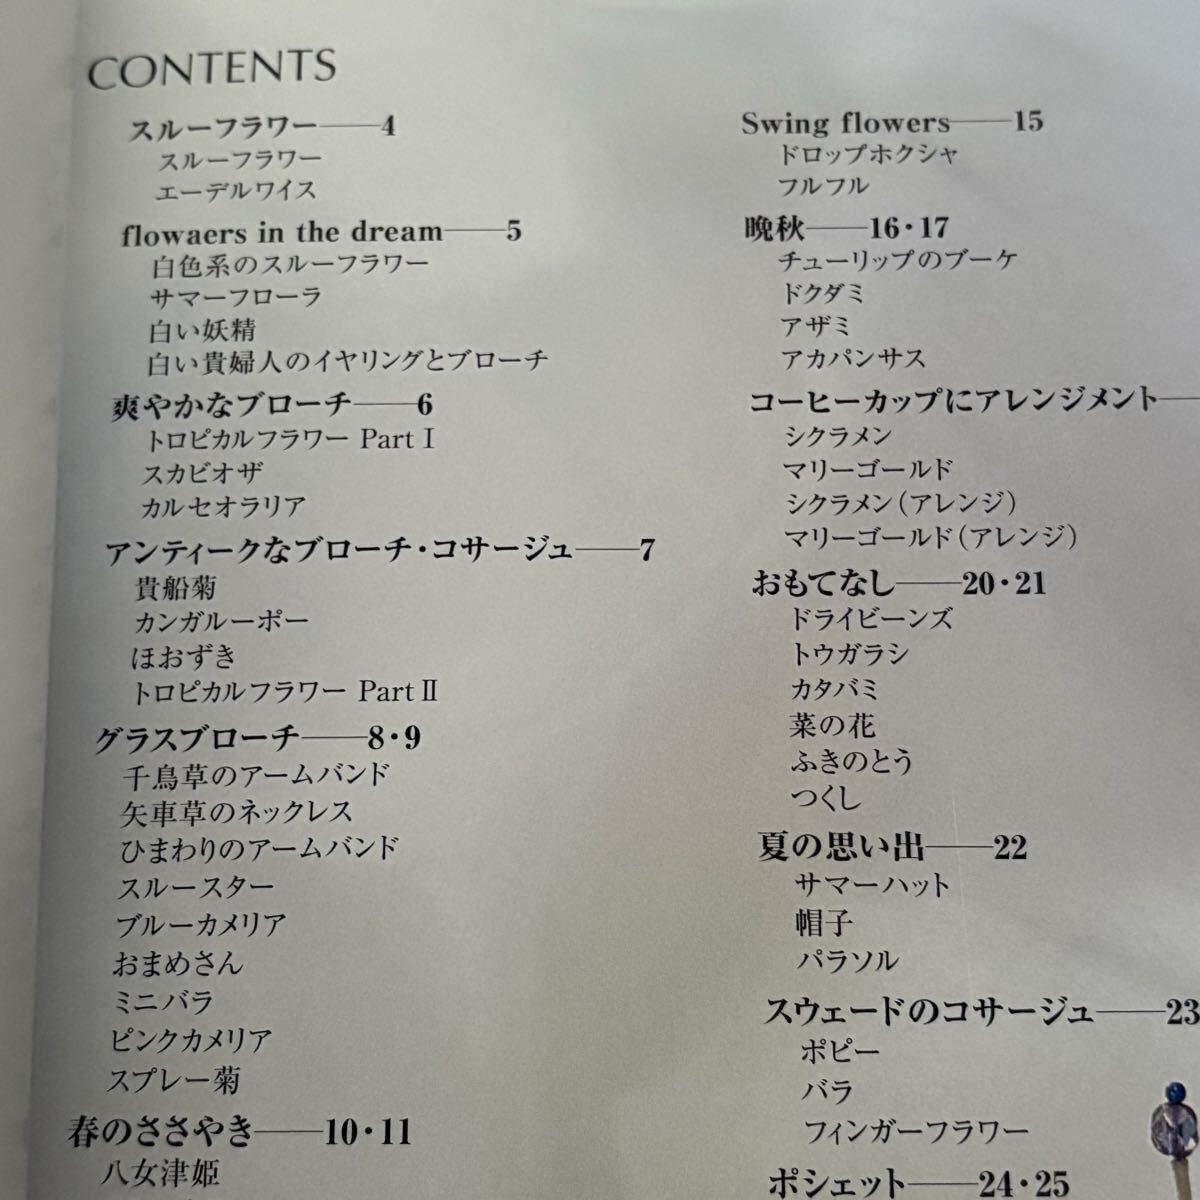 CONTENTS
スルーフラワー――4
スルーフラワー
エーデルワイス
flowaers in the dream――5
白色系のスルーフラワー
サマーフローラ
白い妖精
白い貴婦人のイヤリングとブローチ
爽やかなブローチ――6
トロピカルフラワー Part Ⅰ
スカビオザ
カルセオラリア
アンティークなブローチ・コサージュ――7
貴船菊
カンガルーポー
ほおずき
トロピカルフラワー Part Ⅱ
グラスブローチ――8・9
千鳥草のアームバンド
矢車草のネックレス
ひまわりのアームバンド
スルースター
ブルーカメリア
おまめさん
ミニバラ
ピンクカメリア
スプレー菊
春のささやき――10・11
八女津姫
Swing flowers――15
ドロップホクシャ
フルフル
晩秋――16・17
チューリップのブーケ
ドクダミ
アザミ
アカパンサス
コーヒーカップにアレンジメント―
シクラメン
マリーゴールド
シクラメン（アレンジ）
マリーゴールド（アレンジ）
おもてなし――20・21
ドライビーンズ
トウガラシ
カタバミ
菜の花
ふきのとう
つくし
夏の思い出――22
サマーハット
帽子
パラソル
スウェードのコサージュ――23
ポピー
バラ
フィンガーフラワー
ポシェット――24・25